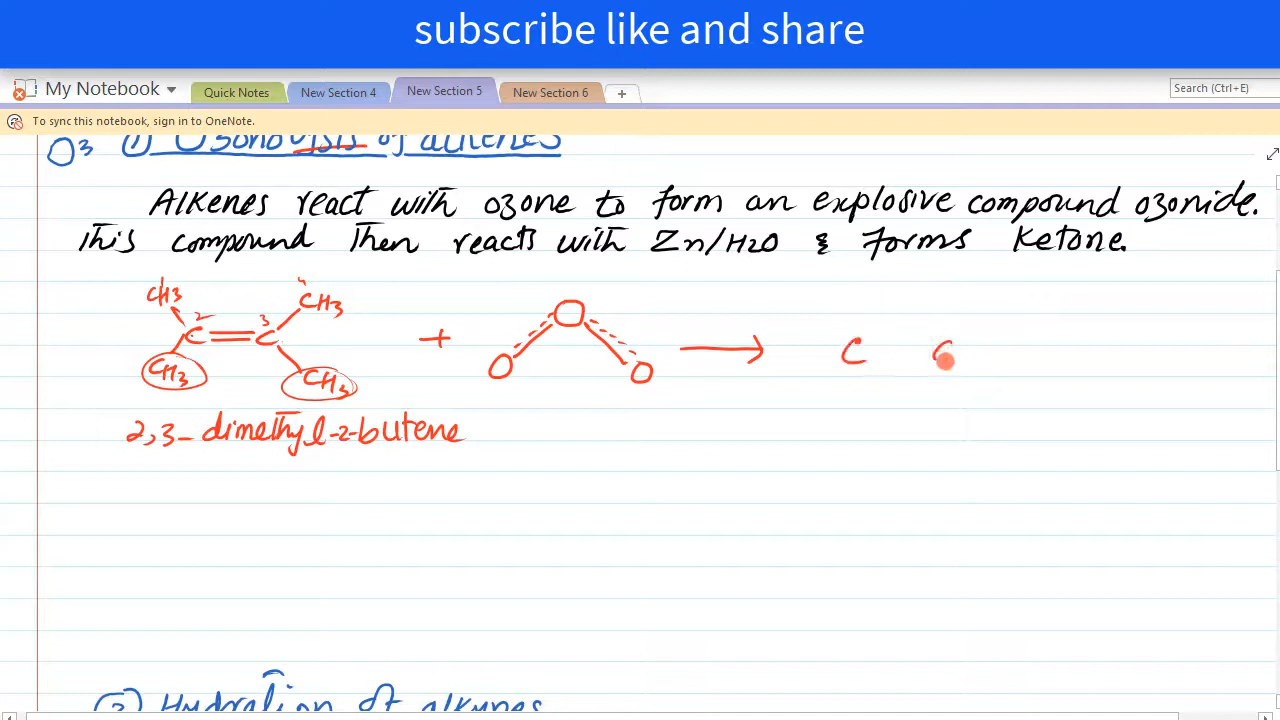 subscribe like and share
My Notebook
Quick Notes
New Section 4
New Section 5
New Section 6
Search (Ctrl+E)
To sync this notebook, sign in to OneNote.
O3 (1) Ozonolysis of alkenes
Alkenes react with ozone to form an explosive compound ozonide.
This compound Then reacts with Zn/H2O & Forms Ketone.
CH3 CH3
C 2 = 3 C + O O O → C C
CH3 CH3
2,3-dimethyl-2-butene
(2) Hydration of alkynes